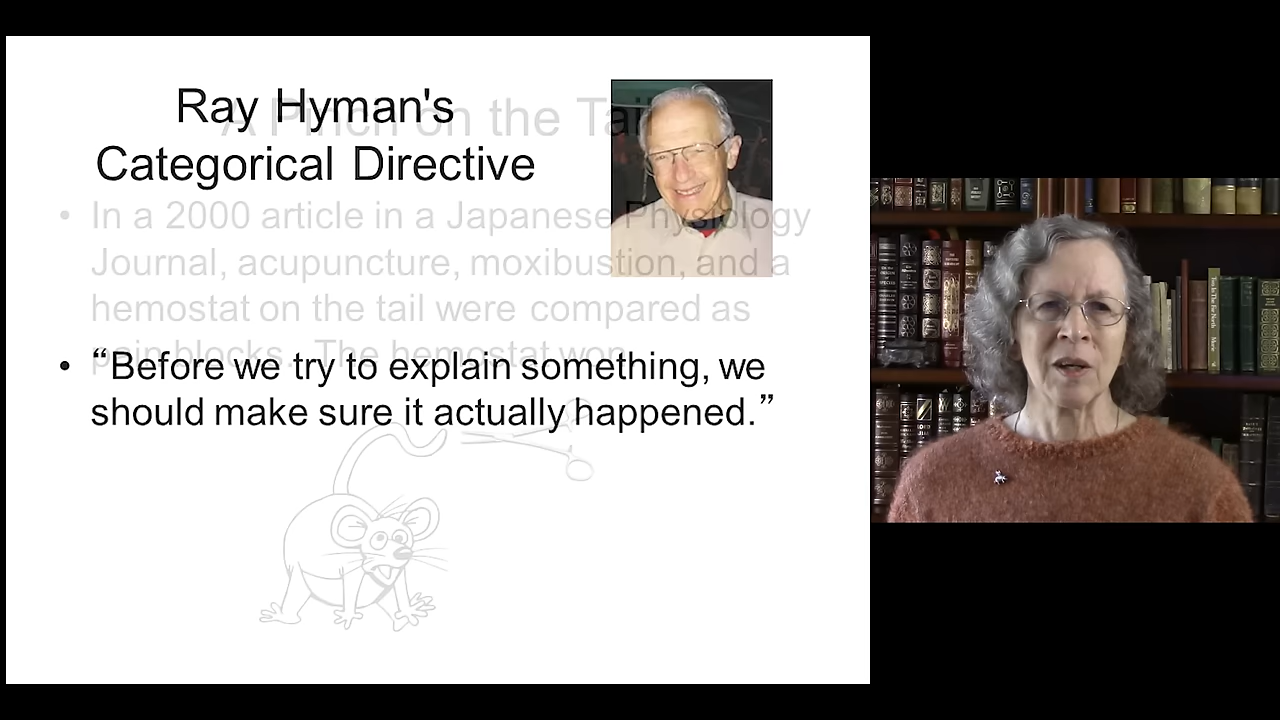 Ray Hyman's
Categorical Directive
A Pinch on the Tail
• In a 2000 article in a Japanese Physiology
Journal, acupuncture, moxibustion, and a
hemostat on the tail were compared as
pain blocks. The hemostat won.
• “Before we try to explain something, we
should make sure it actually happened.”